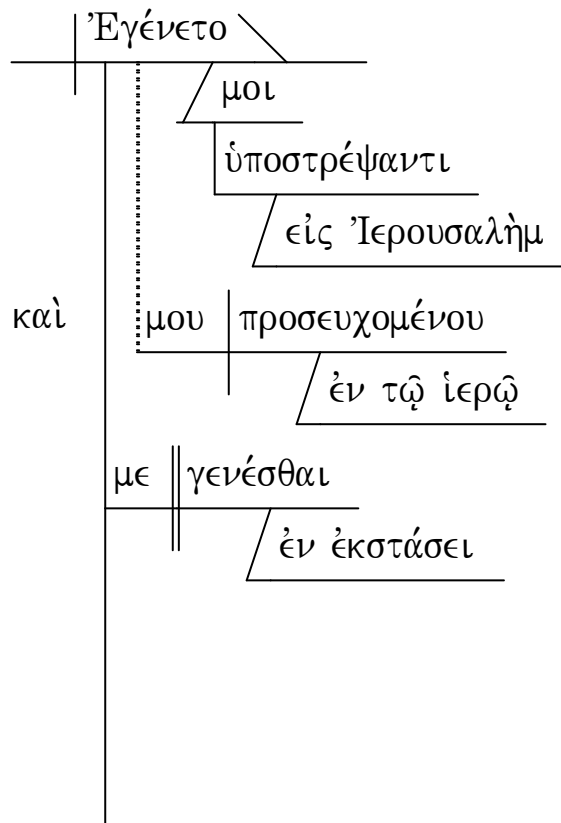 Ἐγένετο
μοι
ὑποστρέψαντι
εἰς Ἰερουσαλὴμ
καὶ μου προσευχομένου
ἐν τῷ ἱερῷ
με γενέσθαι
ἐν ἐκστάσει